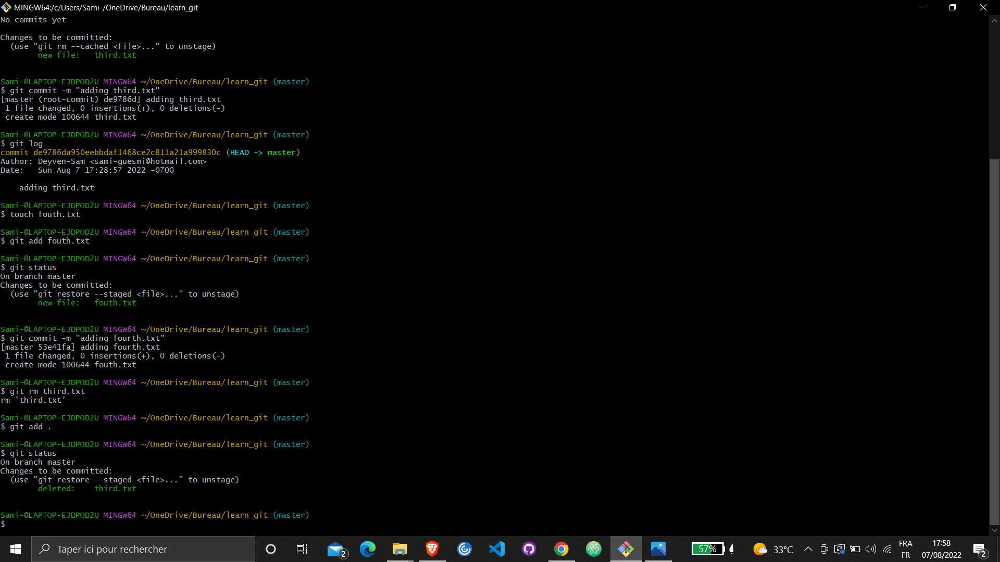 MINGW64:/c/Users/Sami-/OneDrive/Bureau/learn_git
No commits yet
Changes to be committed:
  (use "git rm --cached <file>..." to unstage)
        new file:   third.txt
Sami-@LAPTOP-EJDPOD2U MINGW64 ~/OneDrive/Bureau/learn_git (master)
$ git commit -m "adding third.txt"
[master (root-commit) de9786d] adding third.txt
 1 file changed, 0 insertions(+), 0 deletions(-)
 create mode 100644 third.txt
Sami-@LAPTOP-EJDPOD2U MINGW64 ~/OneDrive/Bureau/learn_git (master)
$ git log
commit de9786da950eebbdaf1468ce2c811a21a999830c (HEAD -> master)
Author: Deyven-Sam <sami-guesmi@hotmail.com>
Date:   Sun Aug 7 17:28:57 2022 -0700
    adding third.txt
Sami-@LAPTOP-EJDPOD2U MINGW64 ~/OneDrive/Bureau/learn_git (master)
$ touch fouth.txt
Sami-@LAPTOP-EJDPOD2U MINGW64 ~/OneDrive/Bureau/learn_git (master)
$ git add fouth.txt
Sami-@LAPTOP-EJDPOD2U MINGW64 ~/OneDrive/Bureau/learn_git (master)
$ git status
On branch master
Changes to be committed:
  (use "git restore --staged <file>..." to unstage)
        new file:   fouth.txt
Sami-@LAPTOP-EJDPOD2U MINGW64 ~/OneDrive/Bureau/learn_git (master)
$ git commit -m "adding fourth.txt"
[master 53e41fa] adding fourth.txt
 1 file changed, 0 insertions(+), 0 deletions(-)
 create mode 100644 fouth.txt
Sami-@LAPTOP-EJDPOD2U MINGW64 ~/OneDrive/Bureau/learn_git (master)
$ git rm third.txt
rm 'third.txt'
Sami-@LAPTOP-EJDPOD2U MINGW64 ~/OneDrive/Bureau/learn_git (master)
$ git add .
Sami-@LAPTOP-EJDPOD2U MINGW64 ~/OneDrive/Bureau/learn_git (master)
$ git status
On branch master
Changes to be committed:
  (use "git restore --staged <file>..." to unstage)
        deleted:    third.txt
Sami-@LAPTOP-EJDPOD2U MINGW64 ~/OneDrive/Bureau/learn_git (master)
$
Taper ici pour rechercher
2
57%
33°C
FRA
FR
17:58
07/08/2022
2